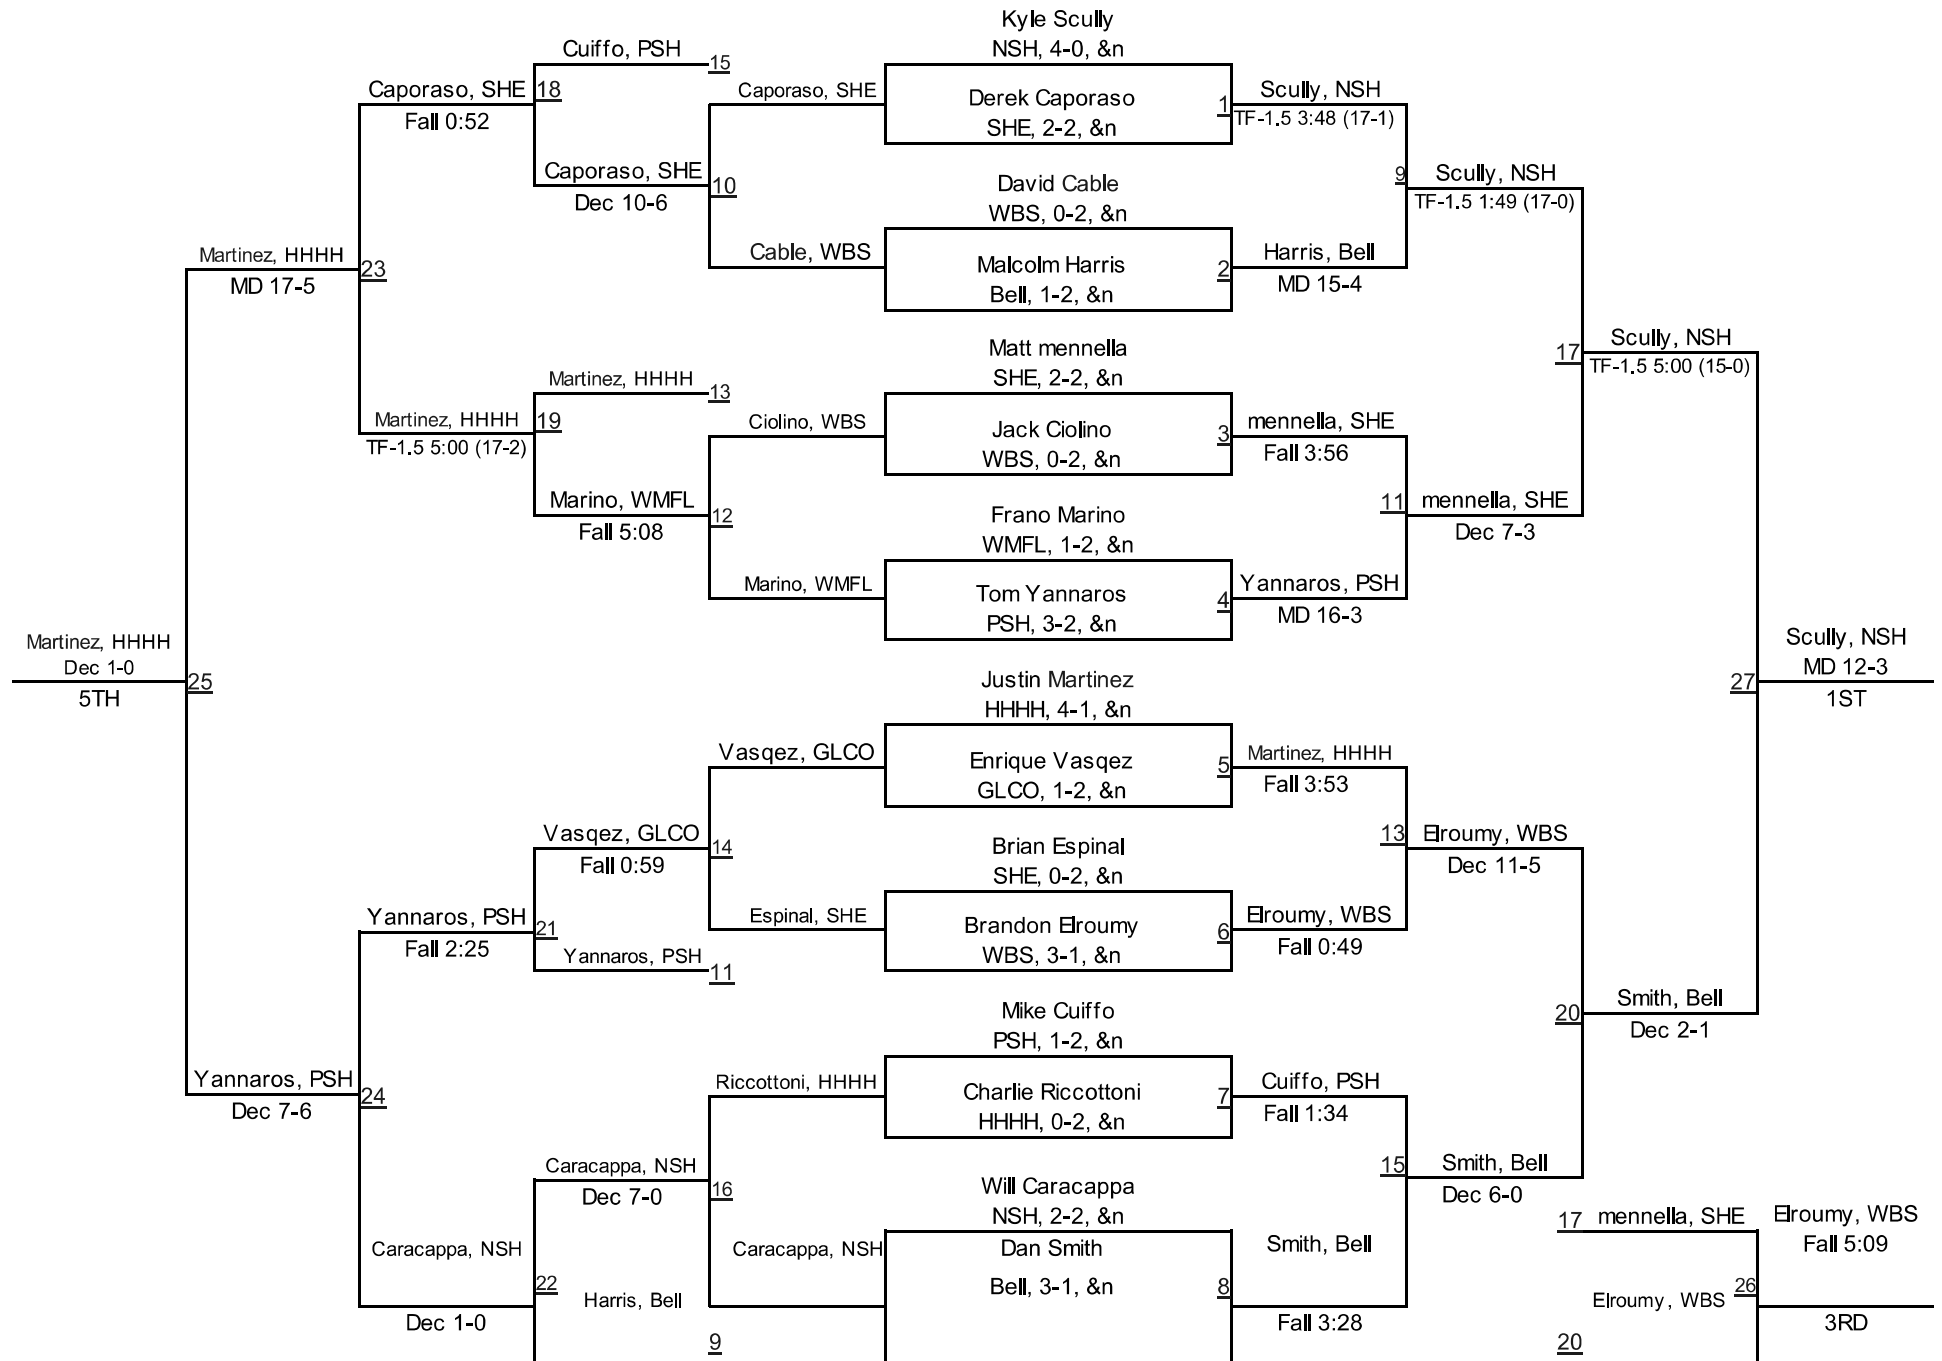 Kyle Scully
NSH, 4-0, &n
Cuiffo, PSH
15
Caporaso, SHE
18
Fall 0:52
Caporaso, SHE
Derek Caporaso
SHE, 2-2, &n
1
Scully, NSH
TF-1.5 3:48 (17-1)
Caporaso, SHE
10
Dec 10-6
David Cable
WBS, 0-2, &n
9
Scully, NSH
TF-1.5 1:49 (17-0)
Martinez, HHHH
23
MD 17-5
Cable, WBS
Malcolm Harris
Bell, 1-2, &n
2
Harris, Bell
MD 15-4
Matt mennella
SHE, 2-2, &n
17
Scully, NSH
TF-1.5 5:00 (15-0)
Martinez, HHHH
13
Martinez, HHHH
19
TF-1.5 5:00 (17-2)
Ciolino, WBS
Jack Ciolino
WBS, 0-2, &n
3
mennella, SHE
Fall 3:56
Marino, WMFL
12
Fall 5:08
Frano Marino
WMFL, 1-2, &n
11
mennella, SHE
Dec 7-3
Marino, WMFL
Tom Yannaros
PSH, 3-2, &n
4
Yannaros, PSH
MD 16-3
Martinez, HHHH
Dec 1-0
5TH
25
Justin Martinez
HHHH, 4-1, &n
27
Scully, NSH
MD 12-3
1ST
Vasqez, GLCO
Enrique Vasqez
GLCO, 1-2, &n
5
Martinez, HHHH
Fall 3:53
Vasqez, GLCO
14
Fall 0:59
Brian Espinal
SHE, 0-2, &n
13
Elroumy, WBS
Dec 11-5
Yannaros, PSH
21
Fall 2:25
Espinal, SHE
Brandon Elroumy
WBS, 3-1, &n
6
Elroumy, WBS
Fall 0:49
Yannaros, PSH
11
Mike Cuiffo
PSH, 1-2, &n
20
Smith, Bell
Dec 2-1
Yannaros, PSH
24
Dec 7-6
Riccottoni, HHHH
Charlie Riccottoni
HHHH, 0-2, &n
7
Cuiffo, PSH
Fall 1:34
Caracappa, NSH
16
Dec 7-0
Will Caracappa
NSH, 2-2, &n
15
Smith, Bell
Dec 6-0
17
mennella, SHE
Elroumy, WBS
Fall 5:09
Caracappa, NSH
22
Dec 1-0
Caracappa, NSH
Dan Smith
Bell, 3-1, &n
8
Smith, Bell
Fall 3:28
Harris, Bell
9
Elroumy, WBS
26
20
3RD